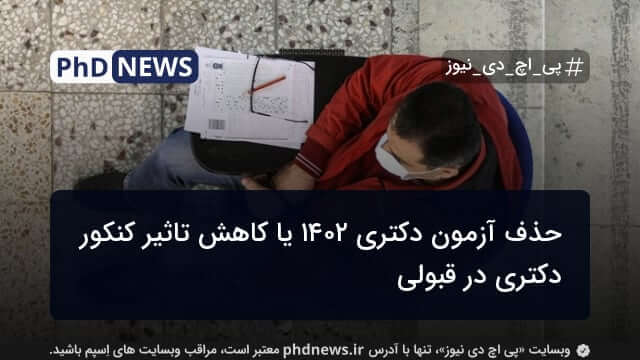 PhD NEWS
#پی_اچ_دی_نیوز
حذف آزمون دکتری ۱۴۰۲ یا کاهش تاثیر کنکور
دکتری در قبولی
وبسایت «پی اچ دی نیوز»، تنها با آدرس phdnews.ir معتبر است، مراقب وبسایت های اِسپم باشید.